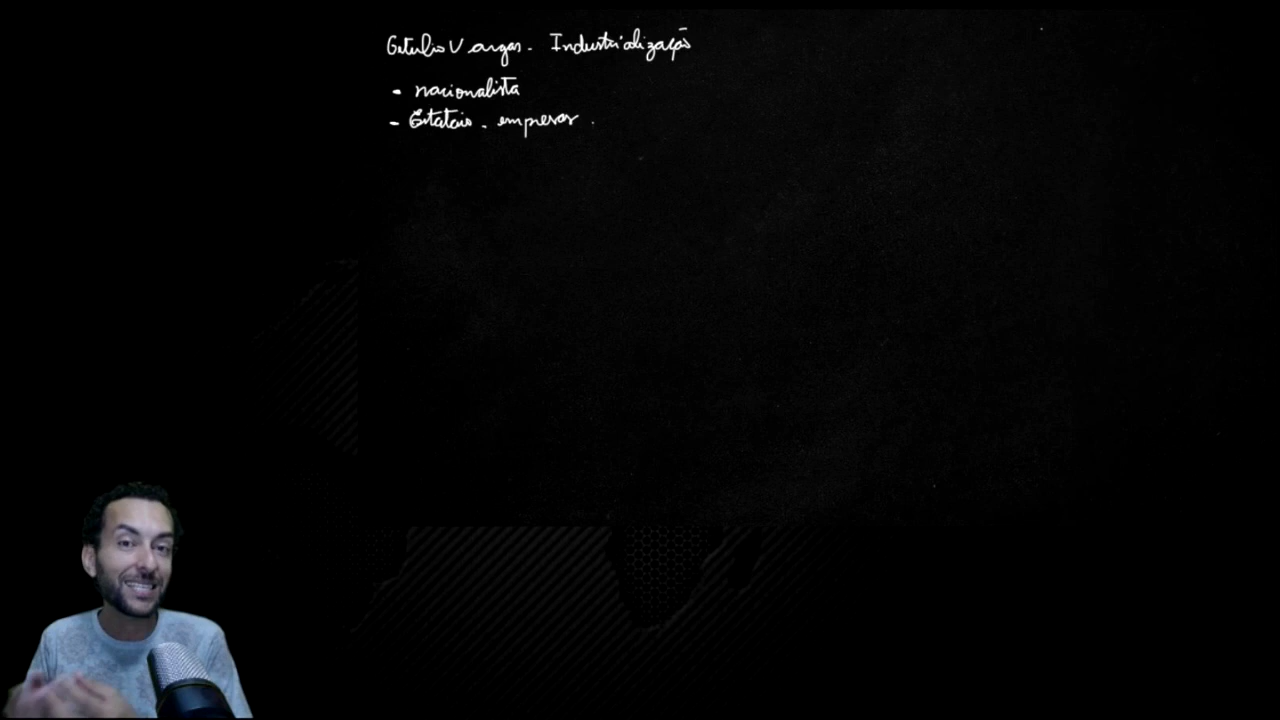 Getulio Vargas - Industrialização
- nacionalista
- Estatais - empresas.